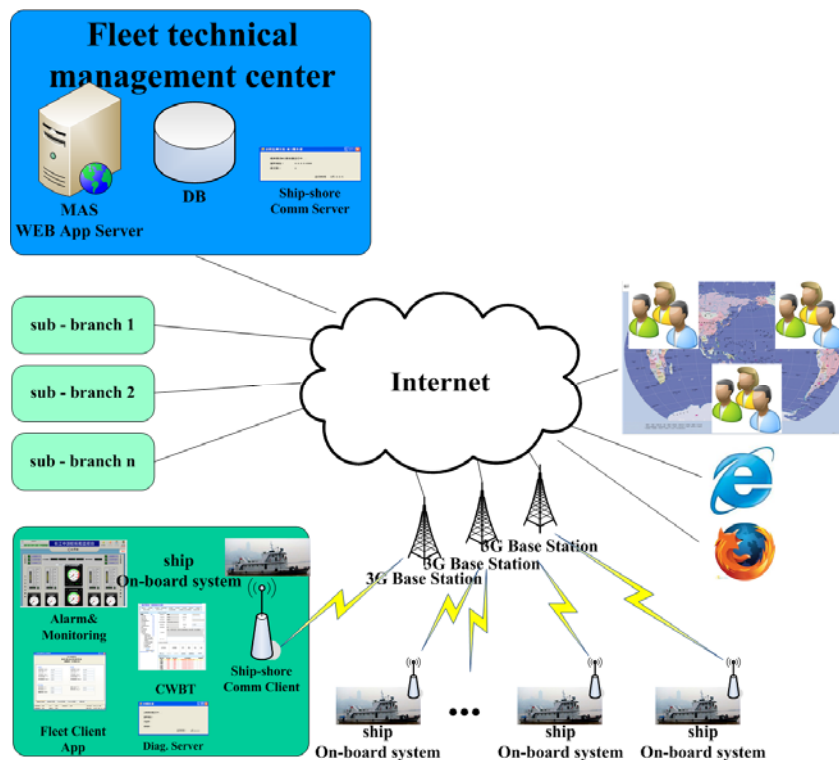 Fleet technical
management center
MAS
WEB App Server
DB
Ship-shore
Comm Server
sub - branch 1
sub - branch 2
sub - branch n
Internet
3G Base Station
3G Base Station
3G Base Station
ship
On-board system
Alarm&
Monitoring
CWBT
Ship-shore
Comm Client
Fleet Client
App
Diag. Server
ship
On-board system
...
ship
On-board system
ship
On-board system